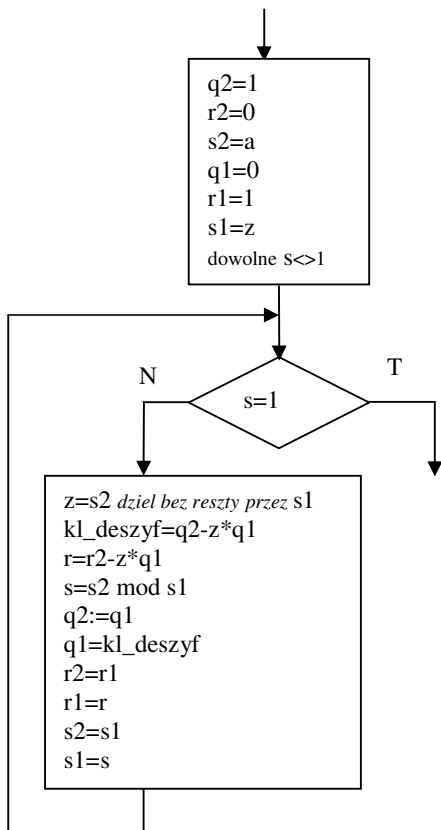 q2=1
r2=0
s2=a
q1=0
r1=1
s1=z
dowolne s<>1
N
T
s=1
z=s2 dziel bez reszty przez s1
kl_deszyf=q2-z*q1
r=r2-z*q1
s=s2 mod s1
q2:=q1
q1=kl_deszyf
r2=r1
r1=r
s2=s1
s1=s